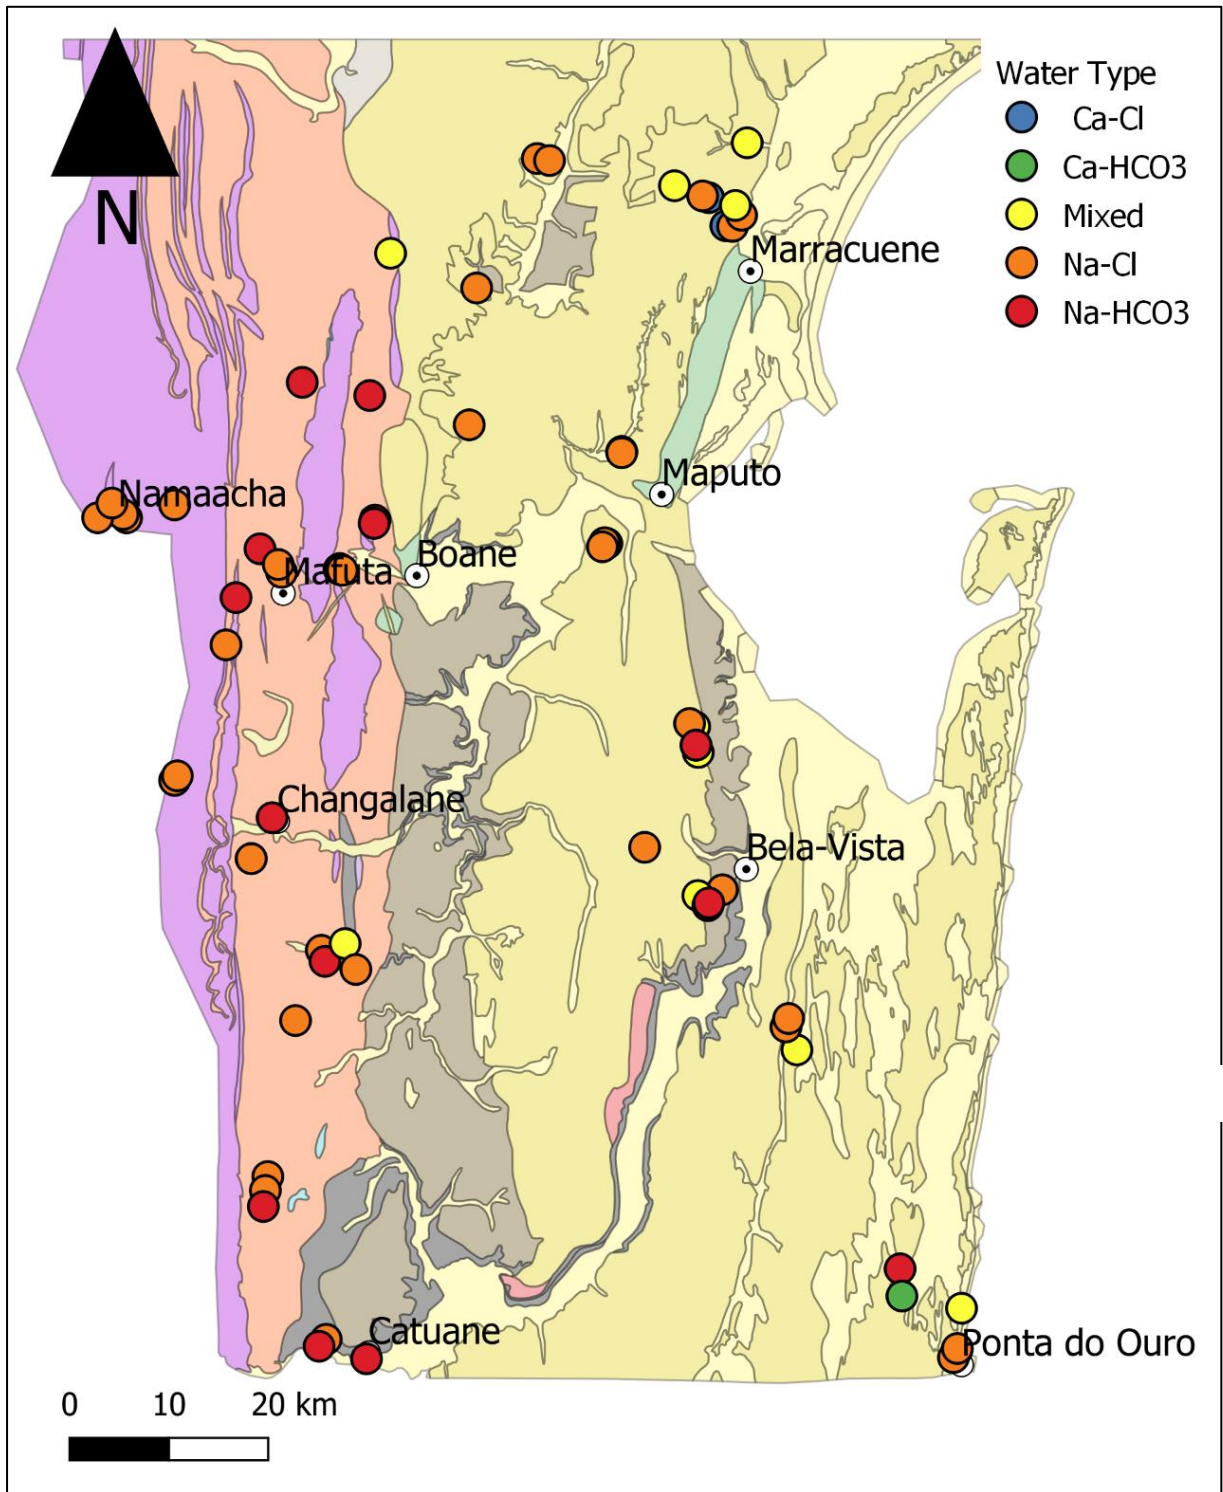 N
Water Type
Ca-Cl
Ca-HCO3
Mixed
Na-Cl
Na-HCO3
Marracuene
Maputo
Namaacha
Boane
Mafuta
Changalane
Bela-Vista
Catuane
Ponta do Ouro
0 10 20 km